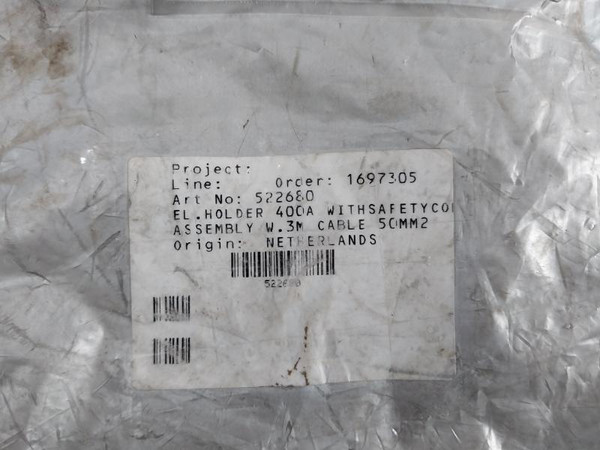 Project:
Line: Order: 1697305
Art No: 522680
EL.HOLDER 400A WITHSAFETYCO
ASSEMBLY W.3M CABLE 50MM2
Origin: NETHERLANDS
522680